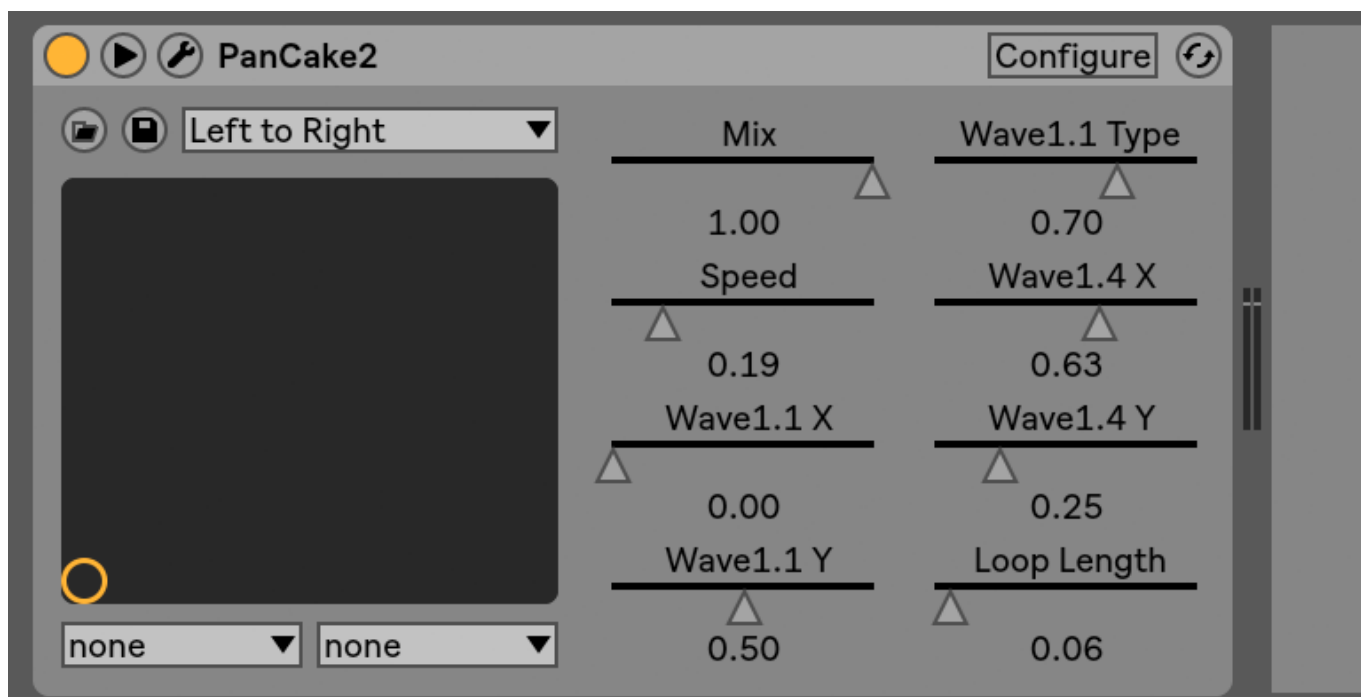 PanCake2
Configure
Left to Right
Mix
Wave1.1 Type
1.00
0.70
Speed
Wave1.4 X
0.19
0.63
Wave1.1 X
Wave1.4 Y
0.00
0.25
Wave1.1 Y
Loop Length
none
none
0.50
0.06